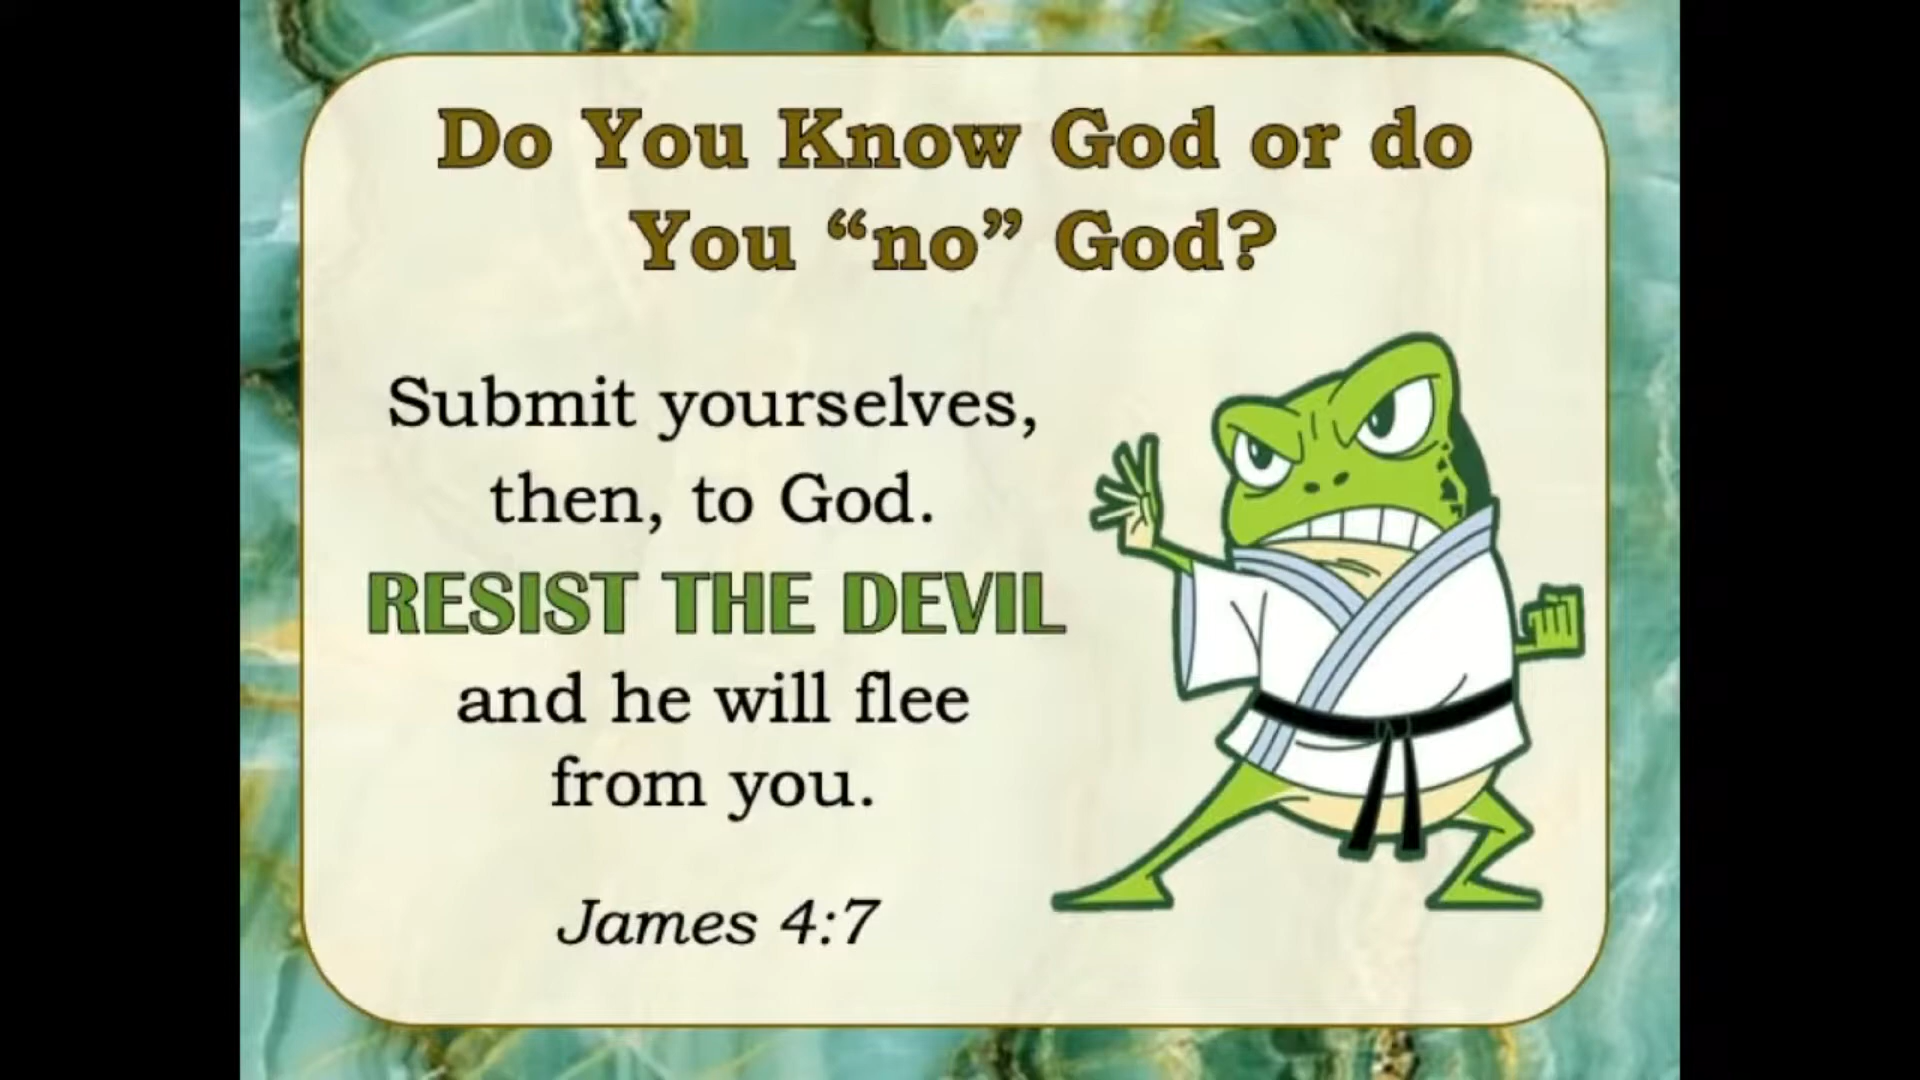 Do You Know God or do
You “no” God?
Submit yourselves,
then, to God.
RESIST THE DEVIL
and he will flee
from you.
James 4:7